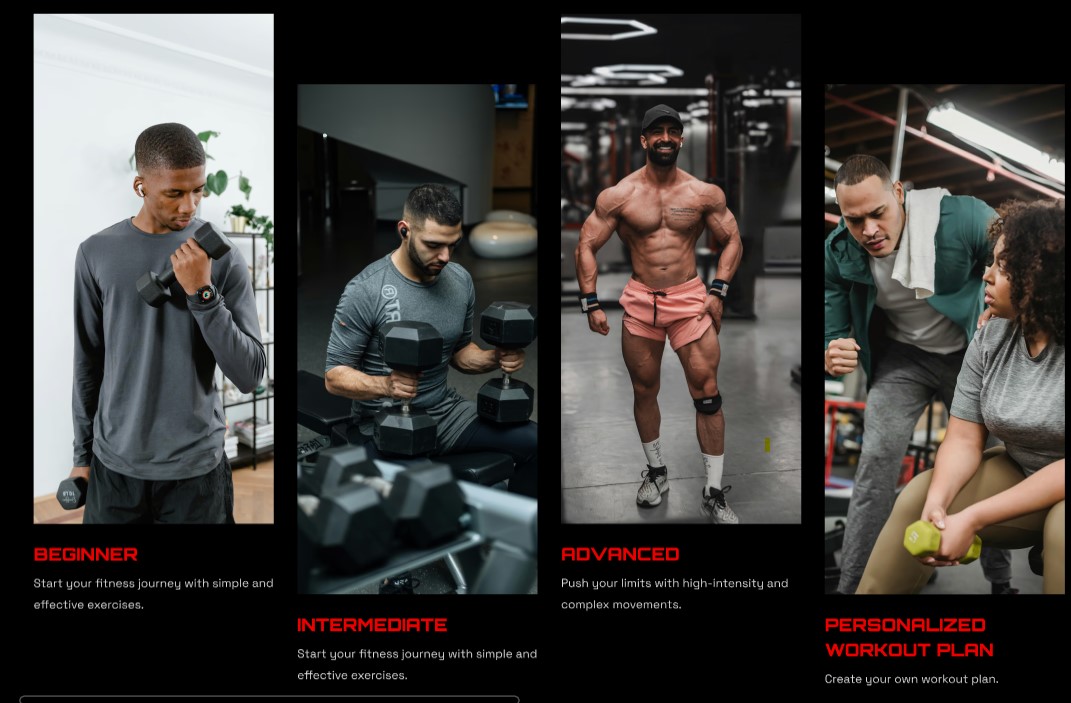 BEGINNER
Start your fitness journey with simple and
effective exercises.
INTERMEDIATE
Start your fitness journey with simple and
effective exercises.
ADVANCED
Push your limits with high-intensity and
complex movements.
PERSONALIZED
WORKOUT PLAN
Create your own workout plan.